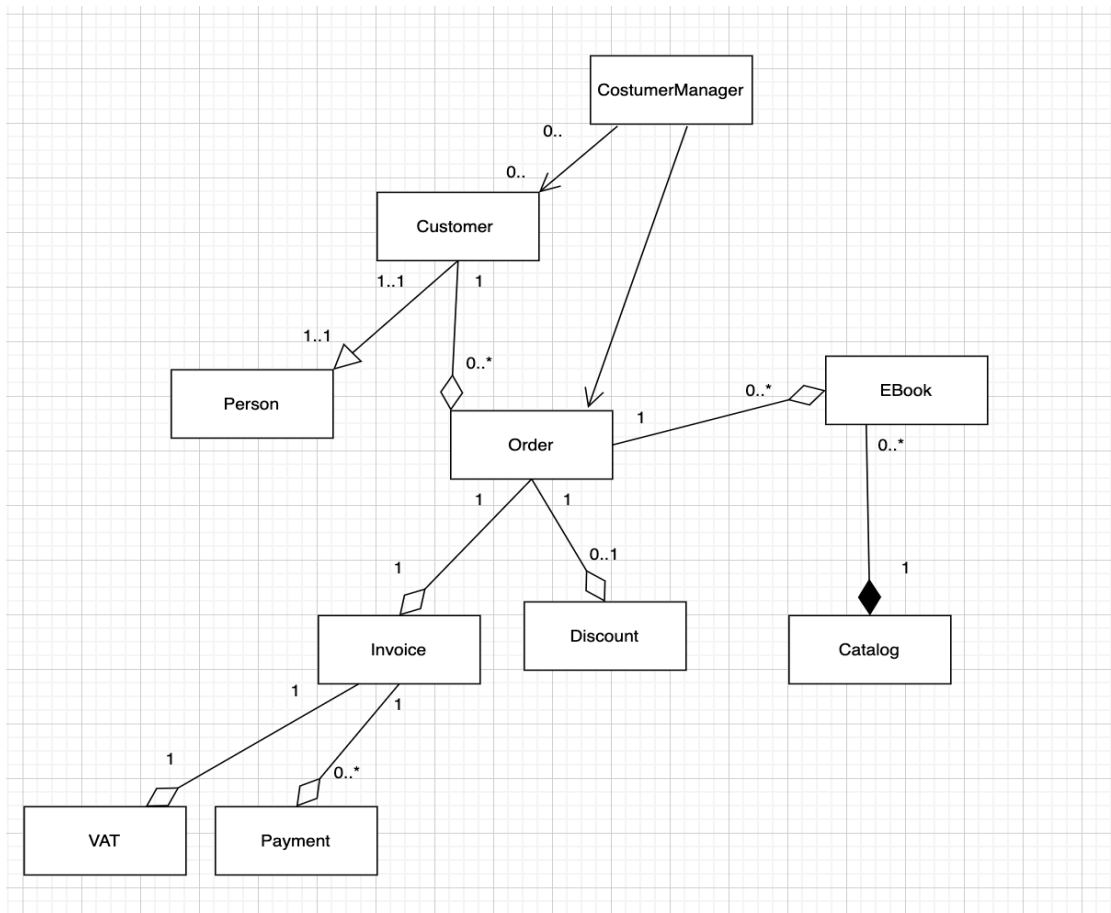 CostumerManager
0..
0..
Customer
1..1
1
1..1
0..*
Person
EBook
0..*
1
Order
0..*
1
1
0..1
1
1
Invoice
Discount
Catalog
1
1
1
0..*
VAT
Payment